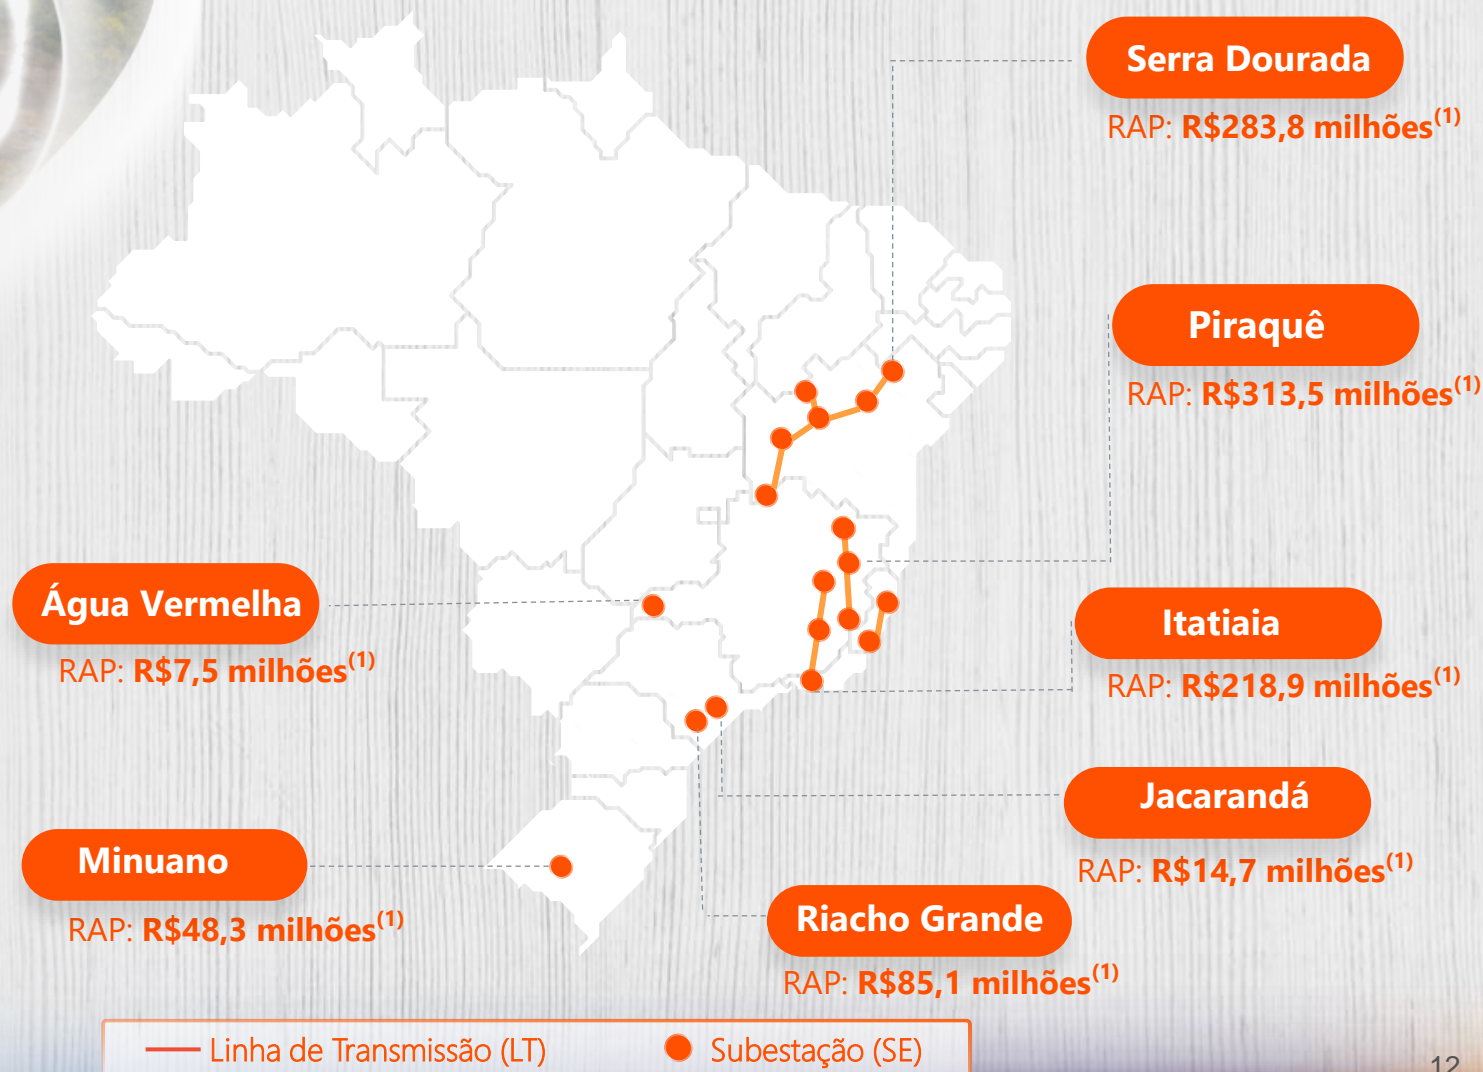 Serra Dourada
RAP: R$283,8 milhões(1)
Piraquê
RAP: R$313,5 milhões(1)
Água Vermelha
RAP: R$7,5 milhões(1)
Itatiaia
RAP: R$218,9 milhões(1)
Jacarandá
RAP: R$14,7 milhões(1)
Minuano
RAP: R$48,3 milhões(1)
Riacho Grande
RAP: R$85,1 milhões(1)
Linha de Transmissão (LT)
Subestação (SE)
12